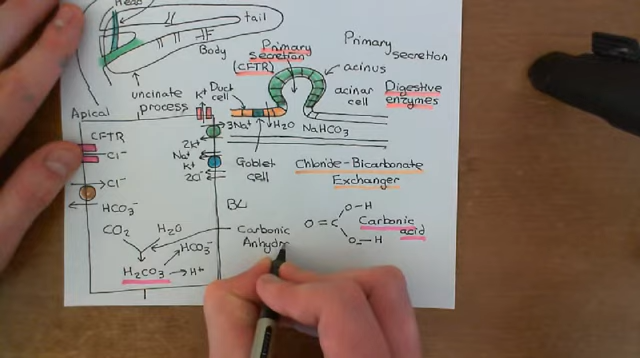 Head
tail
Body
uncinate
process
Primary
secretion
(CFTR)
Primary
secretion
acinus
acinar
cell
Digestive
enzymes
Duct
cell
Goblet
cell
H2O
NaHCO3
Chloride-Bicarbonate
Exchanger
Apical
CFTR
Cl⁻
Cl⁻
HCO3⁻
K⁺
3Na⁺
2K⁺
Na⁺
K⁺
2Cl⁻
BL
CO2
H2O
HCO3⁻
H2CO3
H⁺
Carbonic
Anhydr
O=C
O-H
O-H
Carbonic
acid